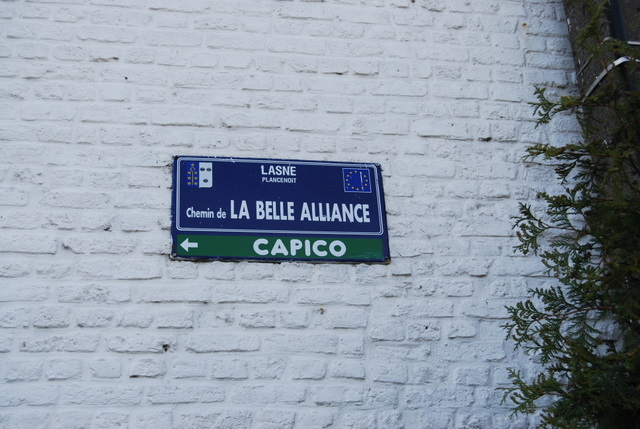 LASNE
PLANCENOIT
Chemin de LA BELLE ALLIANCE
CAPICO